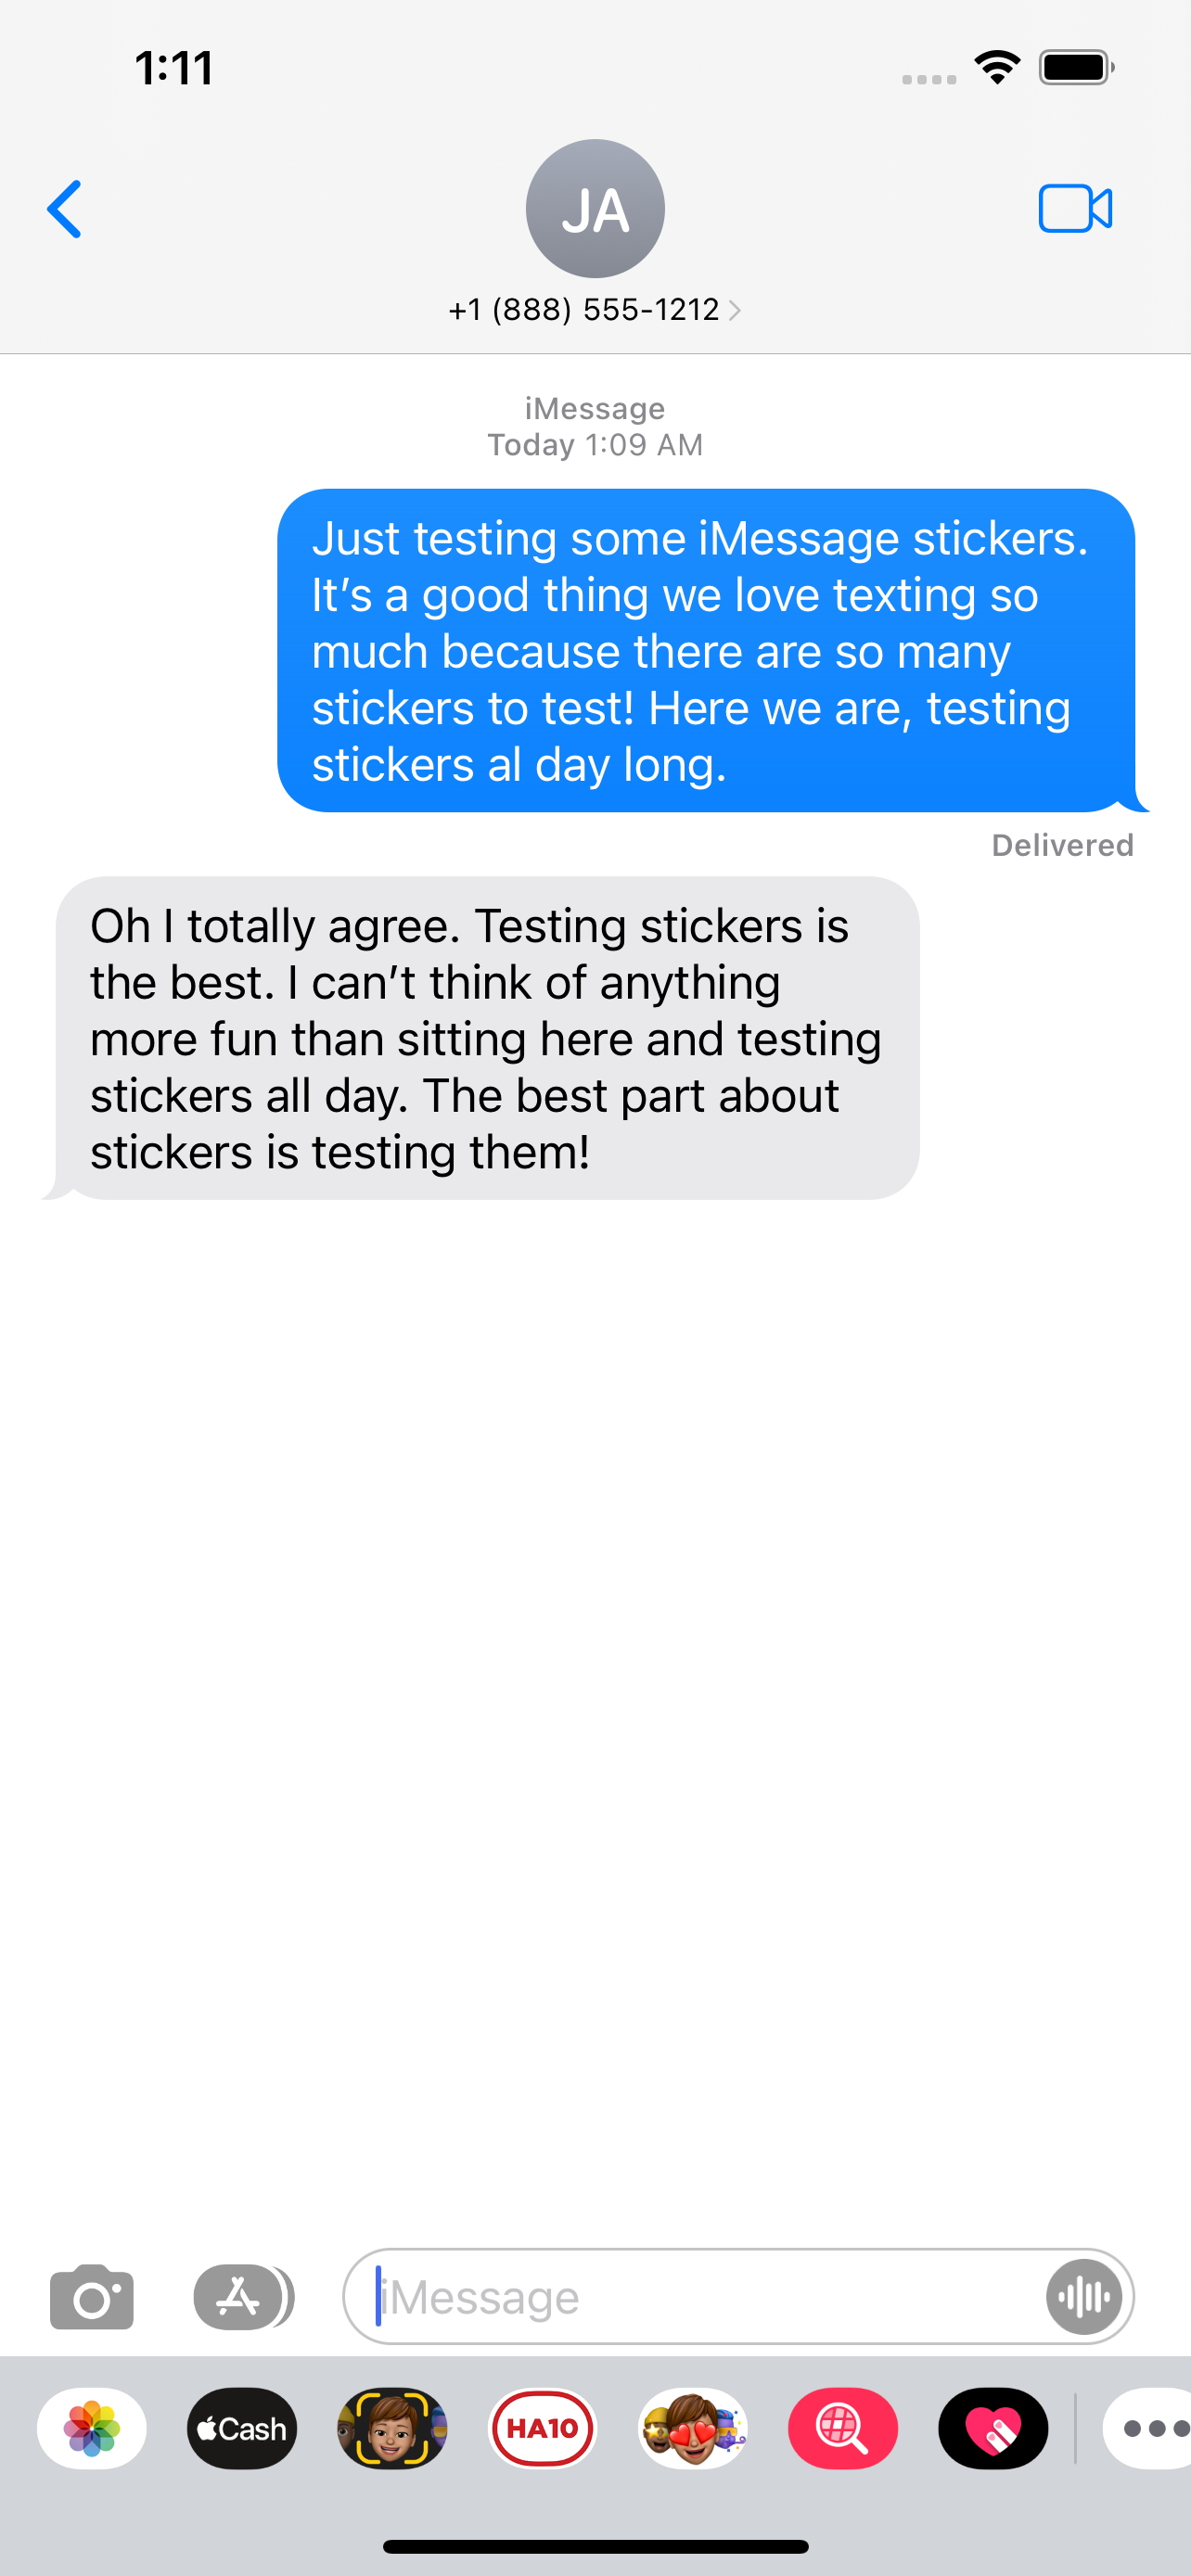 1:11
JA
+1 (888) 555-1212
iMessage
Today 1:09 AM
Just testing some iMessage stickers.
It’s a good thing we love texting so
much because there are so many
stickers to test! Here we are, testing
stickers al day long.
Delivered
Oh I totally agree. Testing stickers is
the best. I can’t think of anything
more fun than sitting here and testing
stickers all day. The best part about
stickers is testing them!
iMessage
Cash
HA10